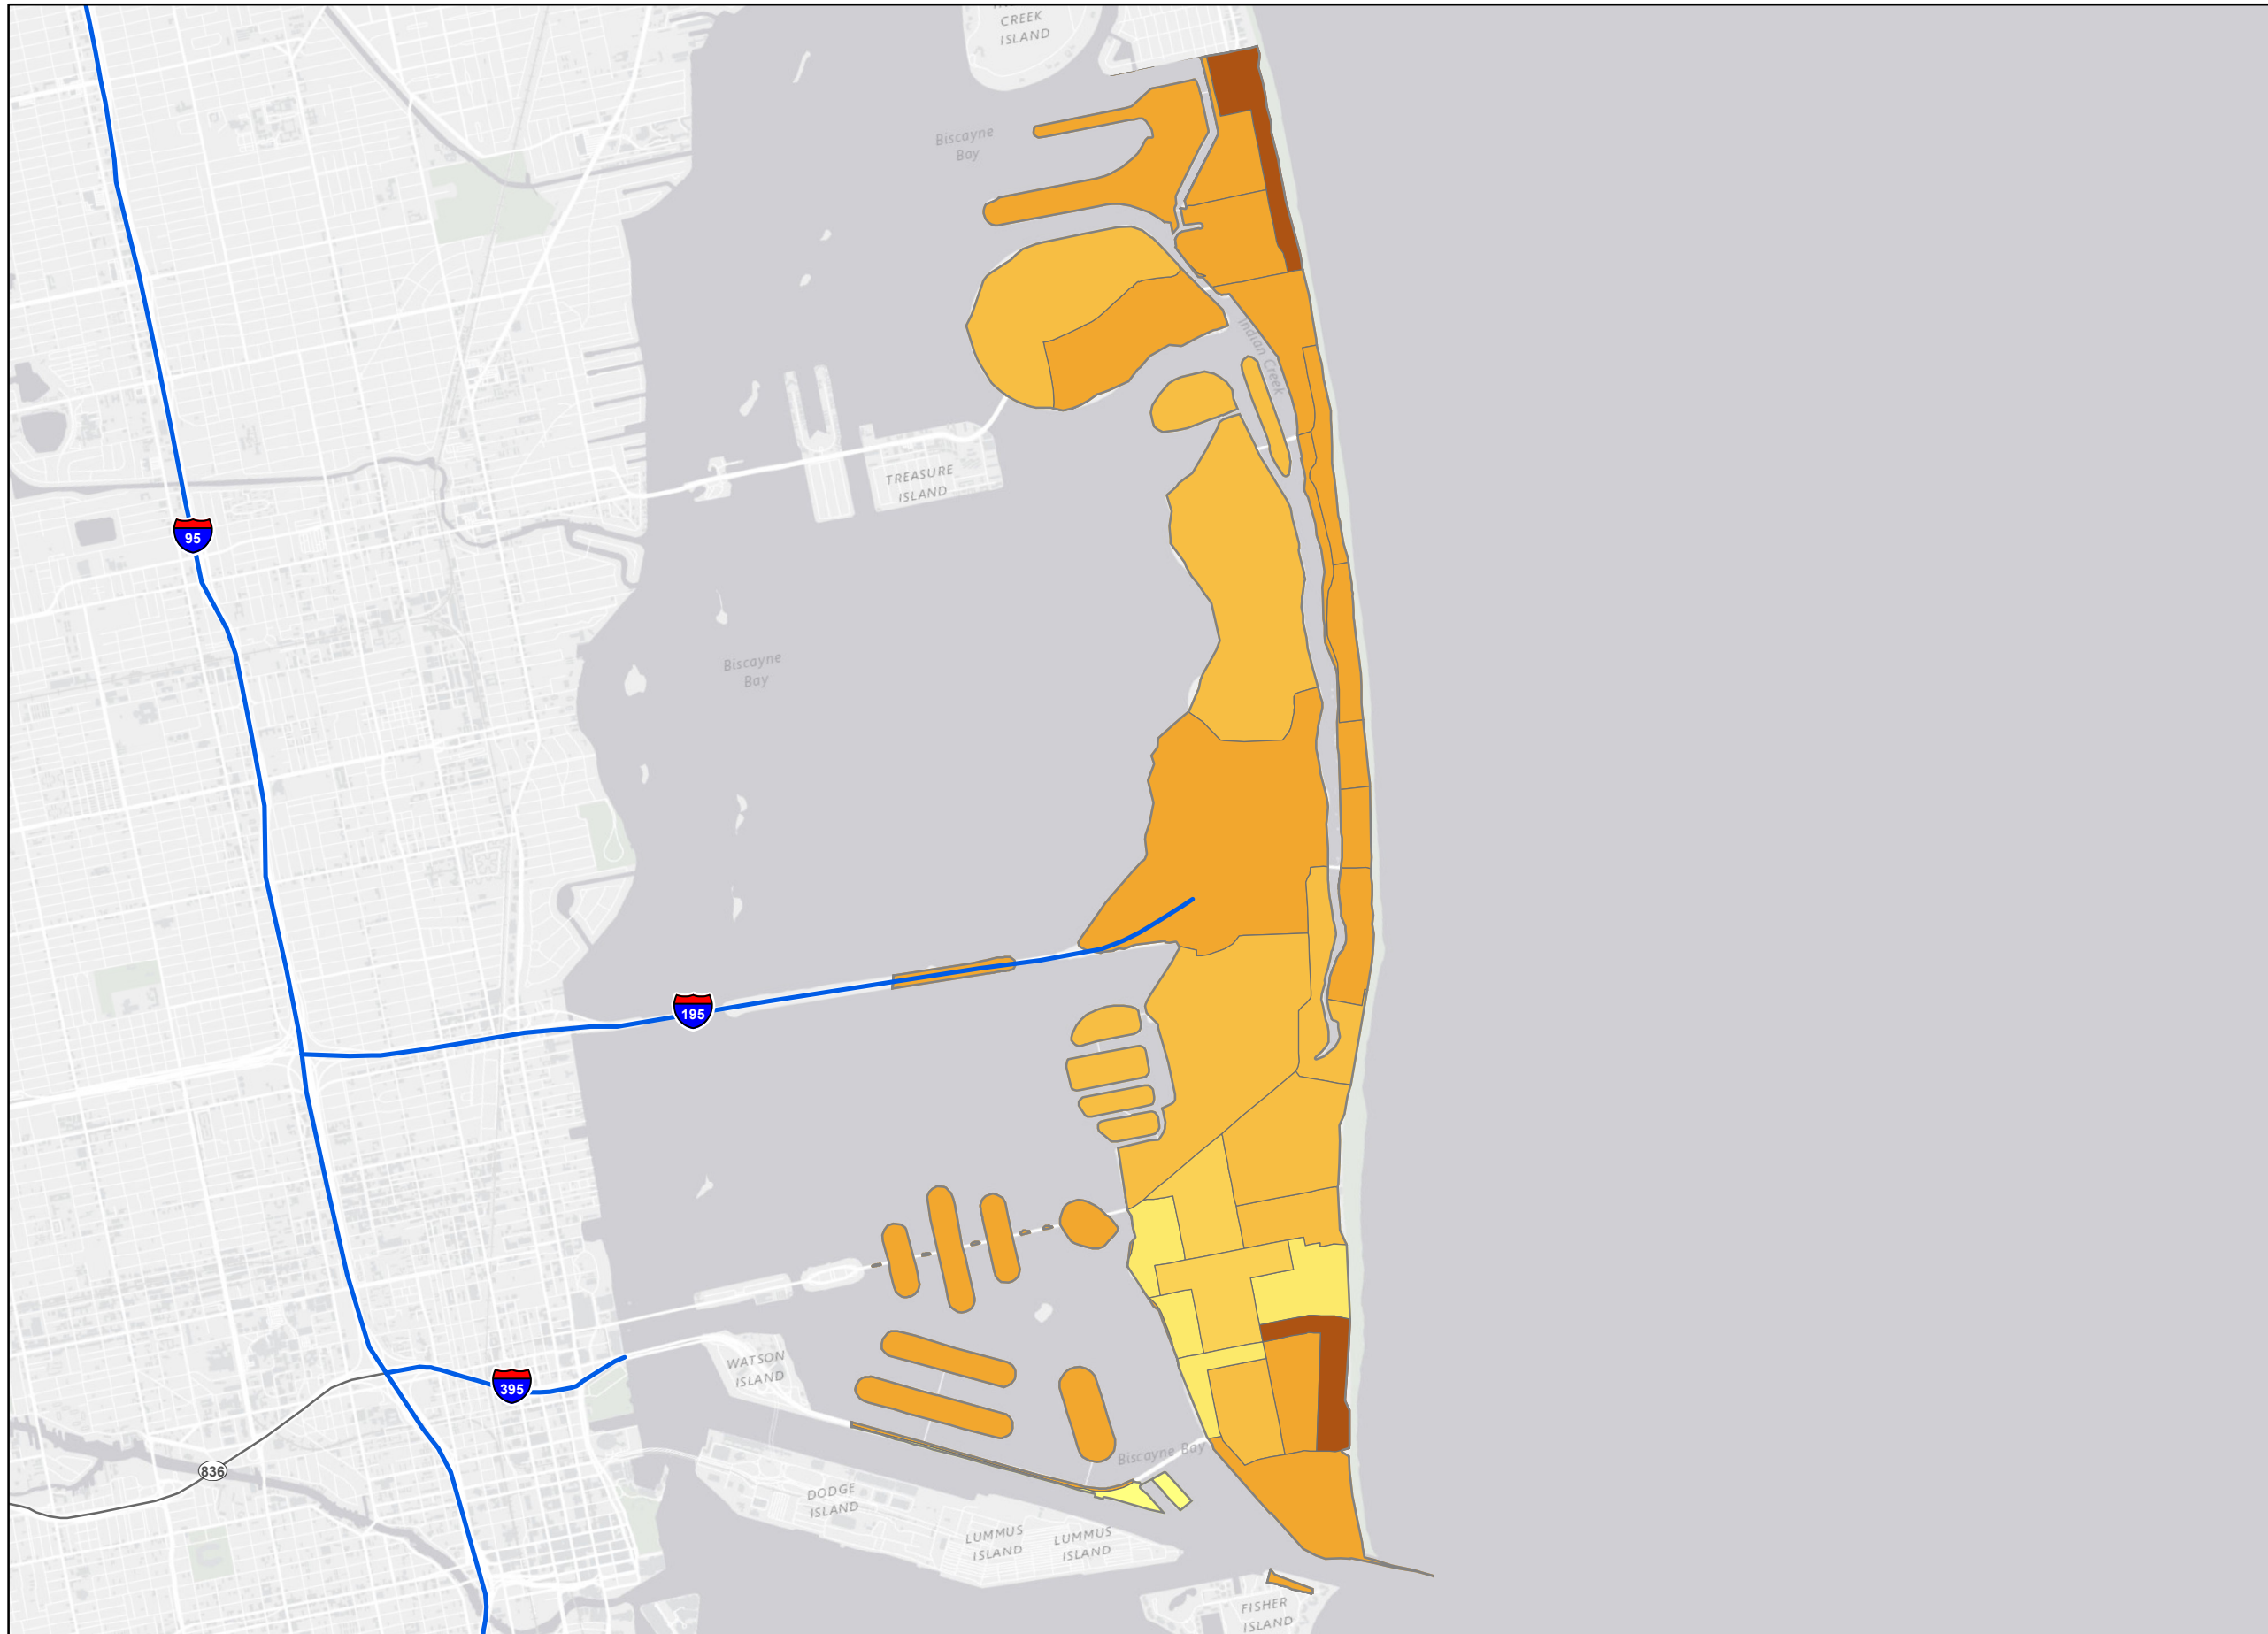 CREEK
ISLAND
Biscayne
Bay
Indian Creek
TREASURE
ISLAND
95
Biscayne
Bay
195
WATSON
ISLAND
395
Biscayne Bay
836
DODGE
ISLAND
LUMMUS
ISLAND
LUMMUS
ISLAND
FISHER
ISLAND